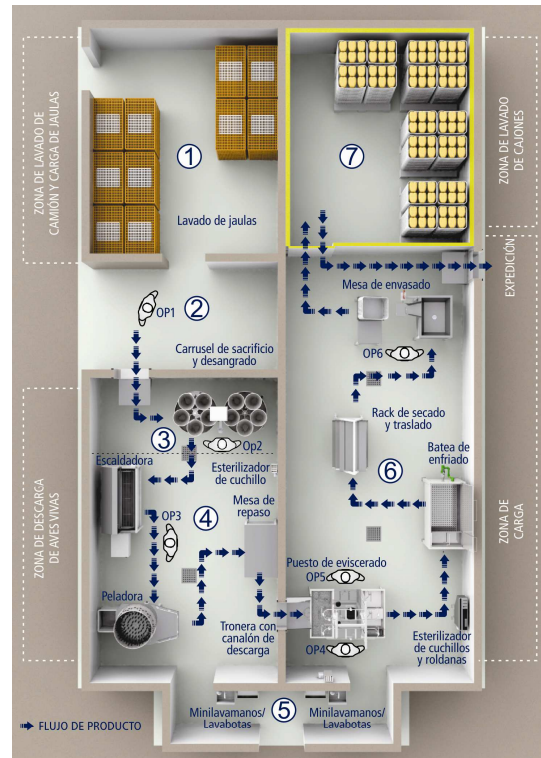 ZONA DE LAVADO DE
CAMIÓN Y CARGA DE JAULAS
1
Lavado de jaulas
7
ZONA DE LAVADO
DE CAJONES
EXPEDICIÓN
2
OP1
Carrusel de sacrificio
y desangrado
Mesa de envasado
OP6
3
Op2
Escaldadora
Esterilizador
de cuchillo
Rack de secado
y traslado
6
Batea de
enfriado
ZONA DE DESCARGA
DE AVES VIVAS
4
OP3
Mesa de
repaso
Peladora
Tronera con
canalón de
descarga
Puesto de eviscerado
OP5
OP4
Esterilizador
de cuchillos
y roldanas
ZONA DE
CARGA
5
Minilavamanos/
Lavabotas
Minilavamanos/
Lavabotas
FLUJO DE PRODUCTO